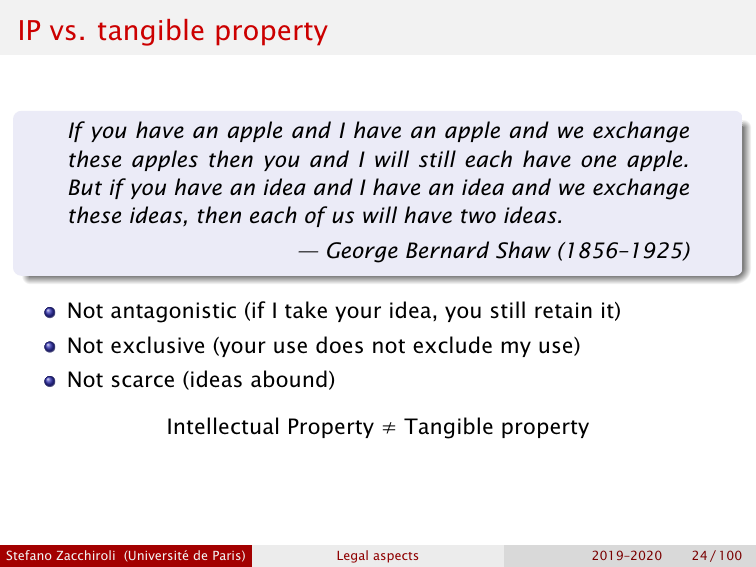 IP vs. tangible property
If you have an apple and I have an apple and we exchange
these apples then you and I will still each have one apple.
But if you have an idea and I have an idea and we exchange
these ideas, then each of us will have two ideas.
— George Bernard Shaw (1856–1925)
Not antagonistic (if I take your idea, you still retain it)
Not exclusive (your use does not exclude my use)
Not scarce (ideas abound)
Intellectual Property ≠ Tangible property
Stefano Zacchiroli (Université de Paris) Legal aspects 2019–2020 24 / 100